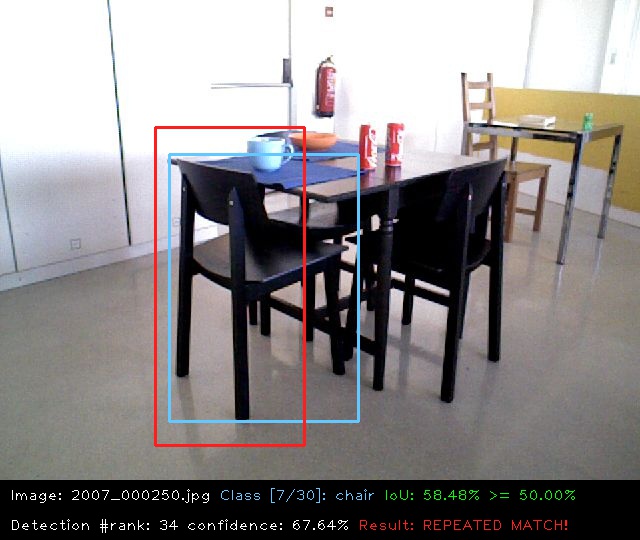 Image: 2007_000250.jpg Class [7/30]: chair IoU: 58.48% >= 50.00%
Detection #rank: 34 confidence: 67.64% Result: REPEATED MATCH!